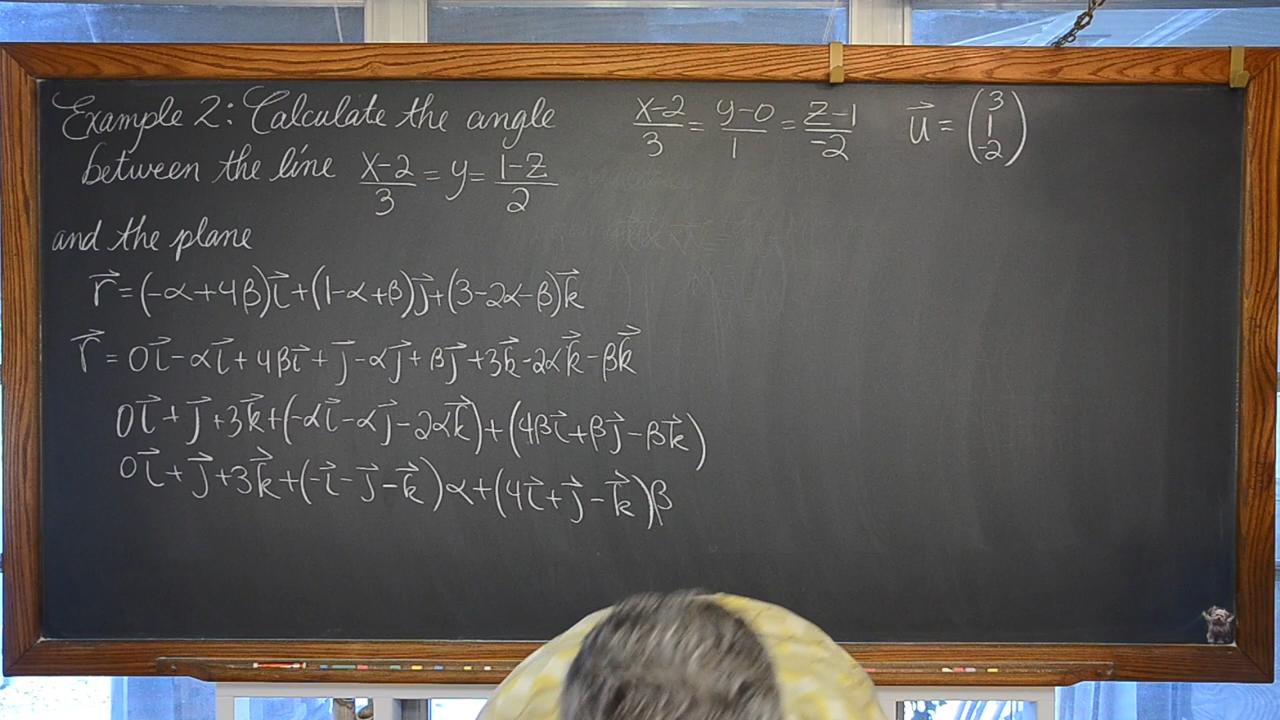 Example 2: Calculate the angle
between the line (x-2)/3 = y = (1-z)/2
and the plane
r⃗ = (-α+4β)i⃗+(1-α+β)j⃗+(3-2α-β)k⃗
r⃗ = 0i⃗-αi⃗+4βi⃗+j⃗-αj⃗+βj⃗+3k⃗-2αk⃗-βk⃗
0i⃗+j⃗+3k⃗+(-αi⃗-αj⃗-2αk⃗)+(4βi⃗+βj⃗-βk⃗)
0i⃗+j⃗+3k⃗+(-i⃗-j⃗-k⃗)α+(4i⃗+j⃗-k⃗)β
(x-2)/3 = (y-0)/1 = (z-1)/-2 u⃗ = (3 1 -2)